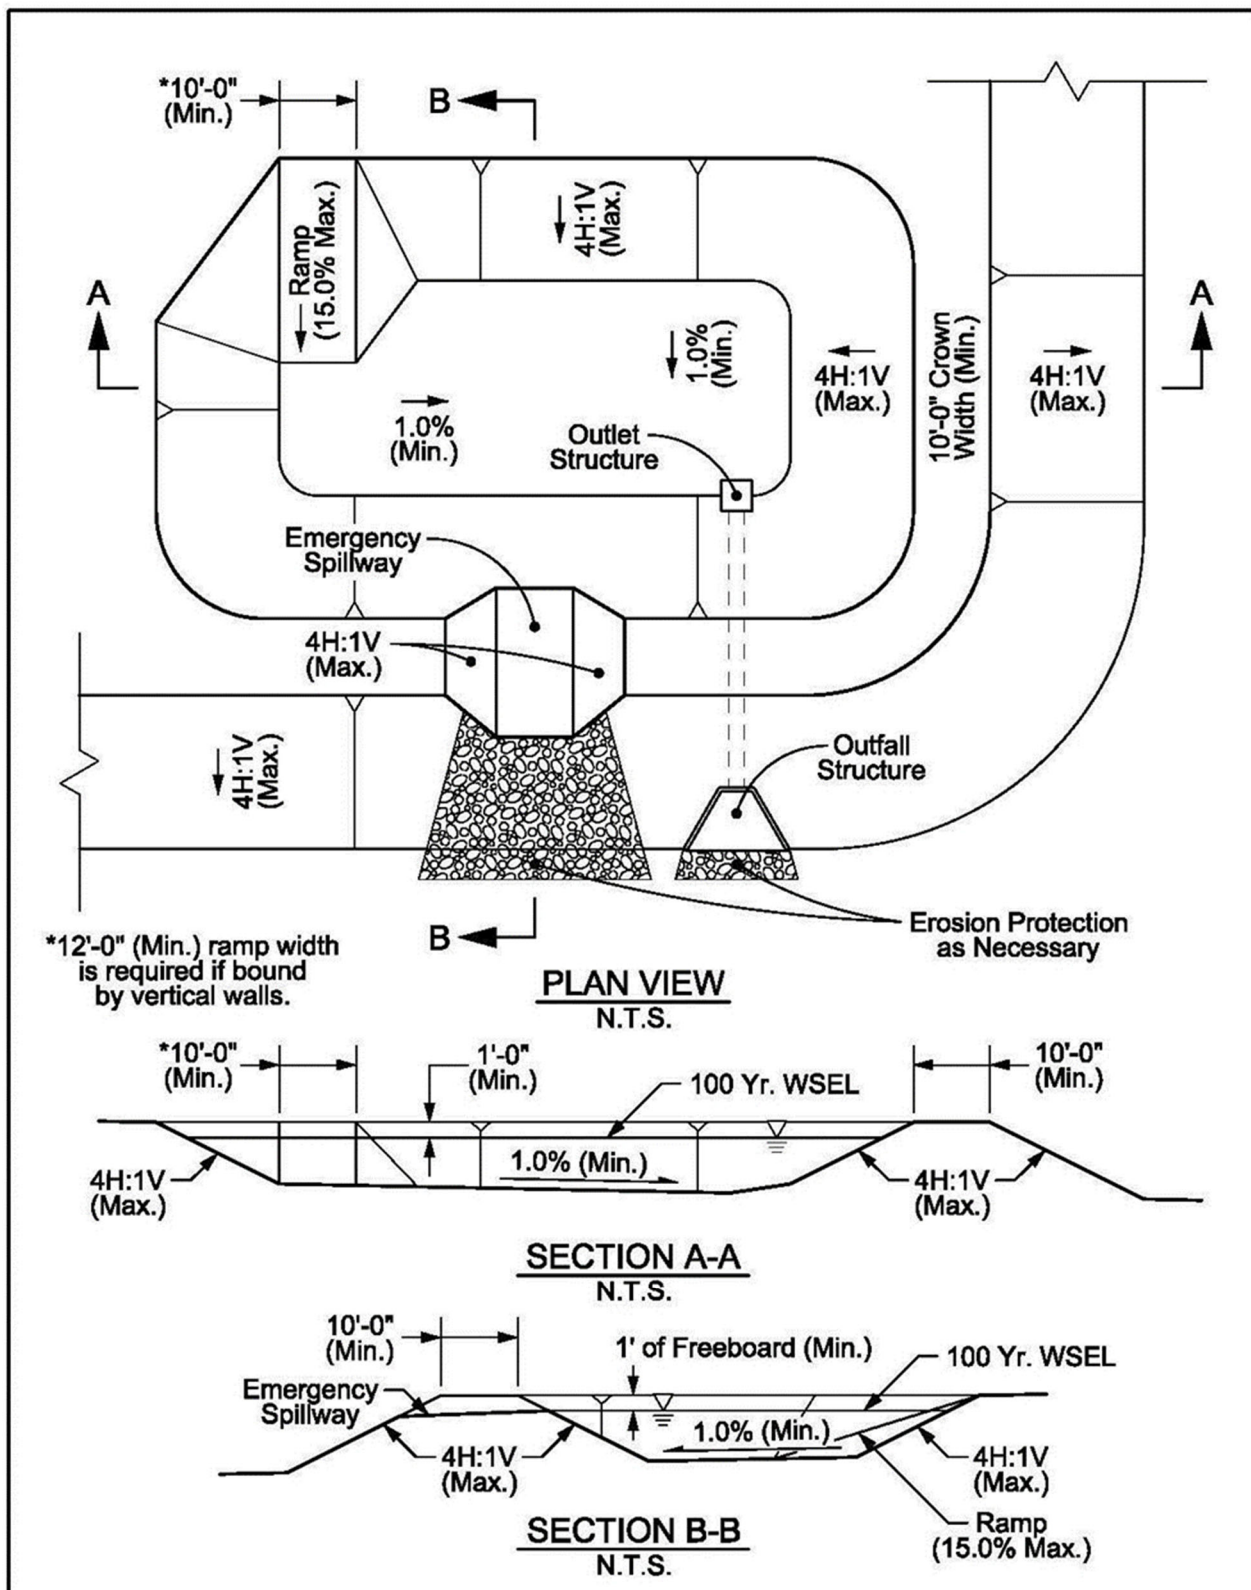 *10'-0"
(Min.)
B
Ramp
(15.0% Max.)
4H:1V
(Max.)
A
A
1.0%
(Min.)
4H:1V
(Max.)
10'-0" Crown
Width (Min.)
4H:1V
(Max.)
1.0%
(Min.)
Outlet
Structure
Emergency
Spillway
4H:1V
(Max.)
4H:1V
(Max.)
Outfall
Structure
B
Erosion Protection
as Necessary
*12'-0" (Min.) ramp width
is required if bound
by vertical walls.
PLAN VIEW
N.T.S.
*10'-0"
(Min.)
1'-0"
(Min.)
100 Yr. WSEL
10'-0"
(Min.)
4H:1V
(Max.)
1.0% (Min.)
4H:1V
(Max.)
SECTION A-A
N.T.S.
10'-0"
(Min.)
1' of Freeboard (Min.)
100 Yr. WSEL
Emergency
Spillway
1.0% (Min.)
4H:1V
(Max.)
4H:1V
(Max.)
Ramp
(15.0% Max.)
SECTION B-B
N.T.S.